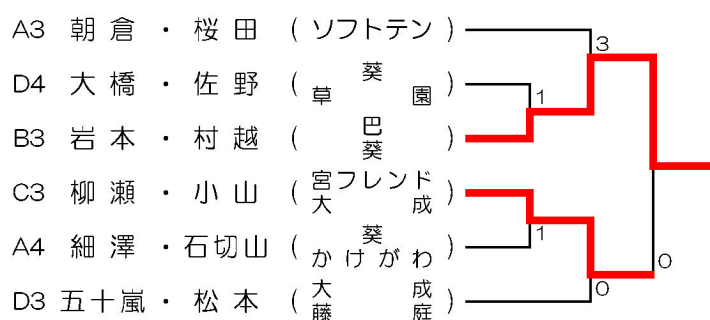 A3 朝倉・桜田 (ソフトテン)
3
D4 大橋・佐野 (葵 草園)
1
B3 岩本・村越 (巴 葵)
C3 柳瀬・小山 (宮フレンド 大成)
1
A4 細澤・石切山 (葵 かけがわ)
0
D3 五十嵐・松本 (大成 藤庭)
0